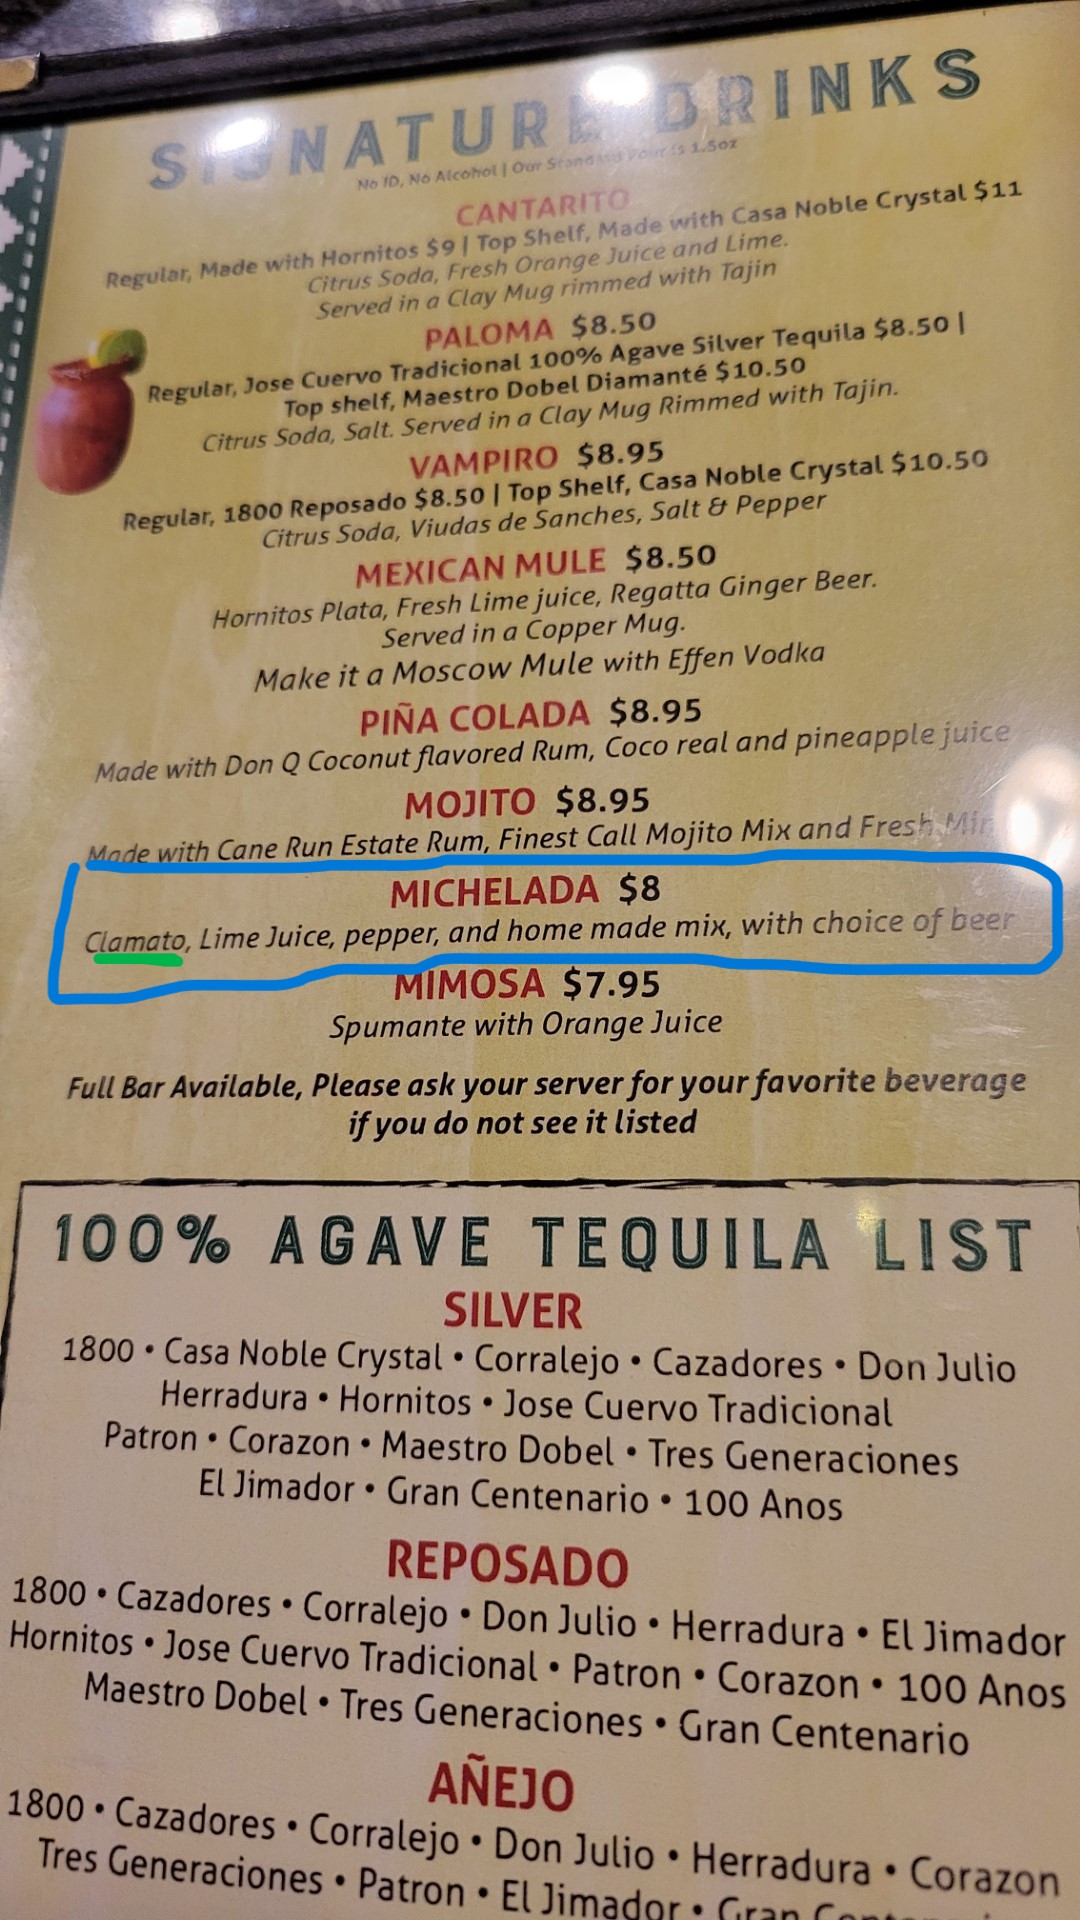 SIGNATURE DRINKS
No ID, No Alcohol | Our Standard Pour is 1.5oz
CANTARITO
Regular, Made with Hornitos $9 | Top Shelf, Made with Casa Noble Crystal $11
Citrus Soda, Fresh Orange Juice and Lime.
Served in a Clay Mug rimmed with Tajin
PALOMA $8.50
Regular, Jose Cuervo Tradicional 100% Agave Silver Tequila $8.50 |
Top shelf, Maestro Dobel Diamanté $10.50
Citrus Soda, Salt. Served in a Clay Mug Rimmed with Tajin.
VAMPIRO $8.95
Regular, 1800 Reposado $8.50 | Top Shelf, Casa Noble Crystal $10.50
Citrus Soda, Viudas de Sanches, Salt & Pepper
MEXICAN MULE $8.50
Hornitos Plata, Fresh Lime juice, Regatta Ginger Beer.
Served in a Copper Mug.
Make it a Moscow Mule with Effen Vodka
PIÑA COLADA $8.95
Made with Don Q Coconut flavored Rum, Coco real and pineapple juice
MOJITO $8.95
Made with Cane Run Estate Rum, Finest Call Mojito Mix and Fresh
MICHELADA $8
Clamato, Lime Juice, pepper, and home made mix, with choice of beer
MIMOSA $7.95
Spumante with Orange Juice
Full Bar Available, Please ask your server for your favorite beverage
if you do not see it listed
100% AGAVE TEQUILA LIST
SILVER
1800 • Casa Noble Crystal • Corralejo • Cazadores • Don Julio
Herradura • Hornitos • Jose Cuervo Tradicional
Patron • Corazon • Maestro Dobel • Tres Generaciones
El Jimador • Gran Centenario • 100 Anos
REPOSADO
1800 • Cazadores • Corralejo • Don Julio • Herradura • El Jimador
Hornitos • Jose Cuervo Tradicional • Patron • Corazon • 100 Anos
Maestro Dobel • Tres Generaciones • Gran Centenario
AÑEJO
1800 • Cazadores • Corralejo • Don Julio • Herradura • Corazon
Tres Generaciones • Patron • El Jimador • Gran